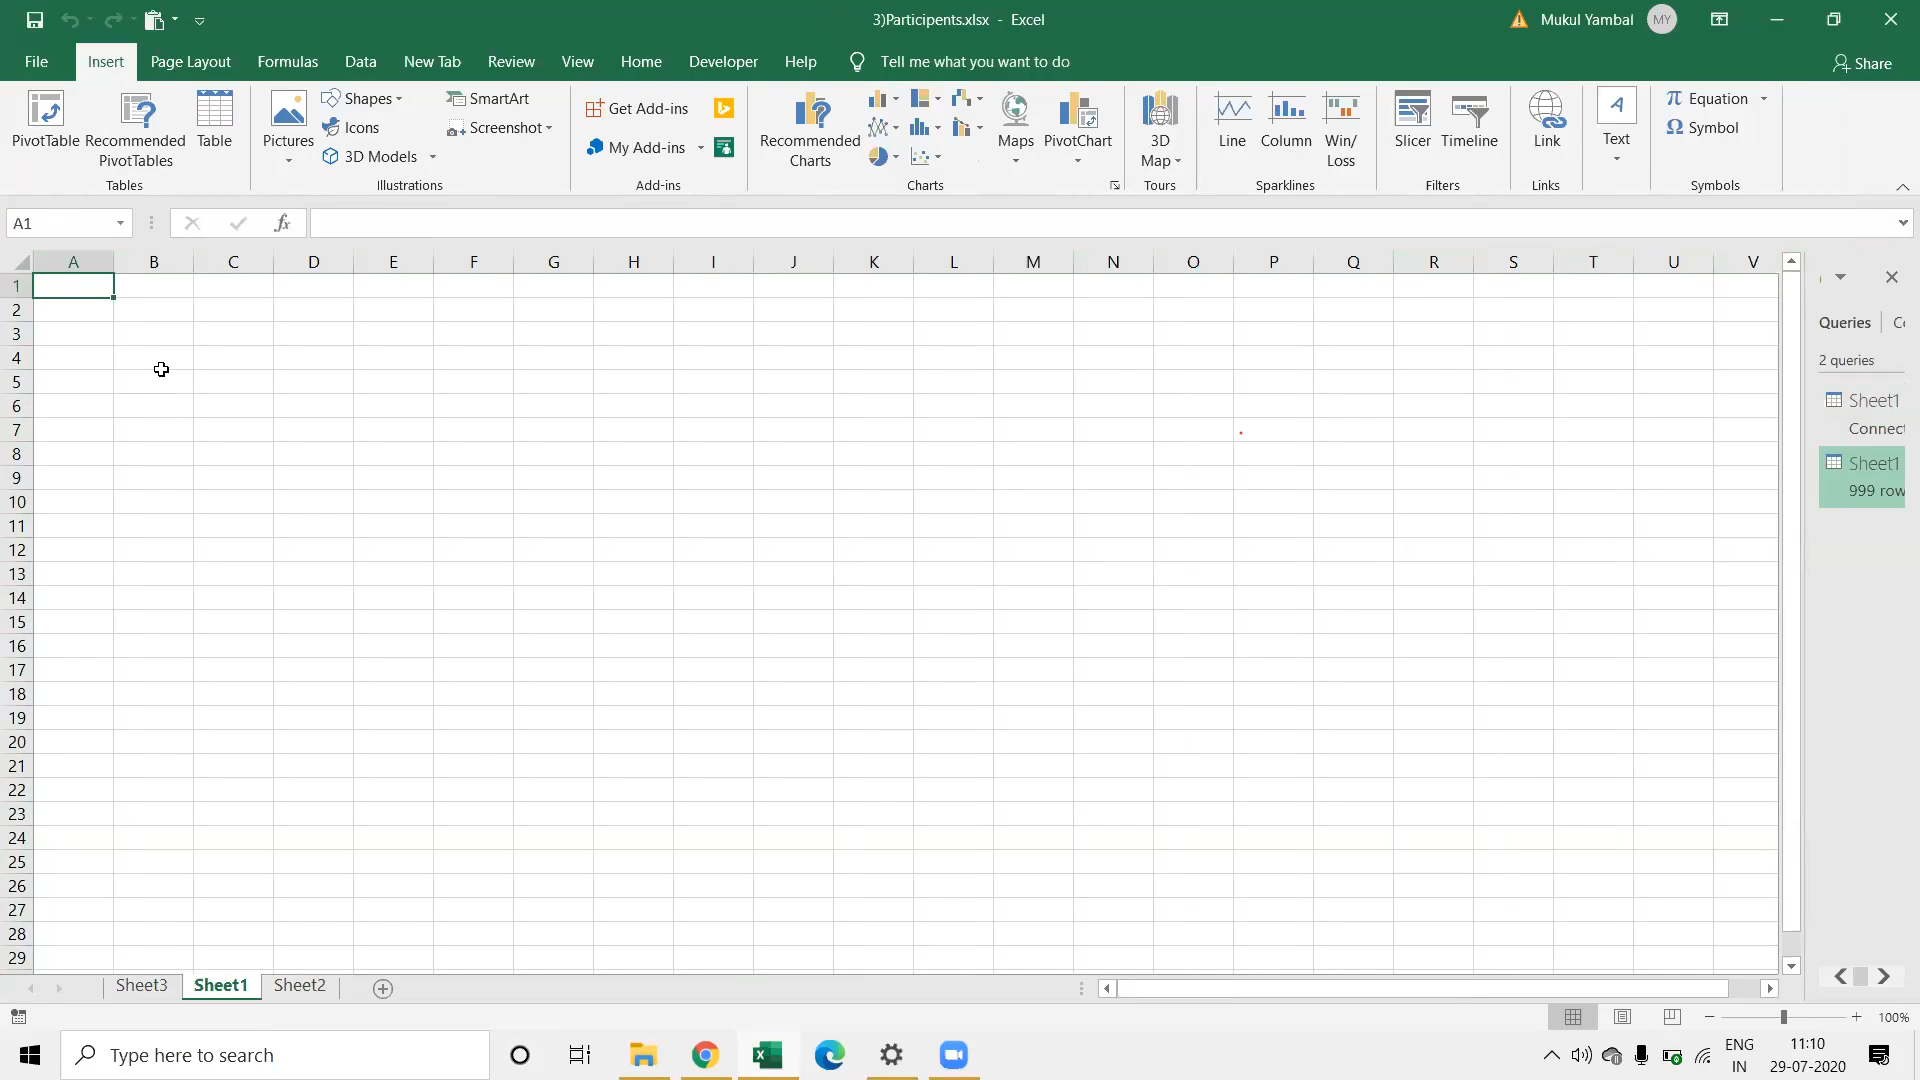 3)Participents.xlsx - Excel
Mukul Yambal
MY
File
Insert
Page Layout
Formulas
Data
New Tab
Review
View
Home
Developer
Help
Tell me what you want to do
Share
PivotTable
Recommended
PivotTables
Table
Tables
Pictures
Shapes
Icons
3D Models
SmartArt
Screenshot
Illustrations
Get Add-ins
My Add-ins
Add-ins
Recommended
Charts
Maps
PivotChart
Charts
3D
Map
Tours
Line
Column
Win/
Loss
Sparklines
Slicer
Timeline
Filters
Link
Links
A
Text
π Equation
Ω Symbol
Symbols
A1
fx
A B C D E F G H I J K L M N O P Q R S T U V
1
2
3
4
5
6
7
8
9
10
11
12
13
14
15
16
17
18
19
20
21
22
23
24
25
26
27
28
29
Queries
2 queries
Sheet1
Connect
Sheet1
999 row
Sheet3
Sheet1
Sheet2
100%
Type here to search
ENG
IN
11:10
29-07-2020